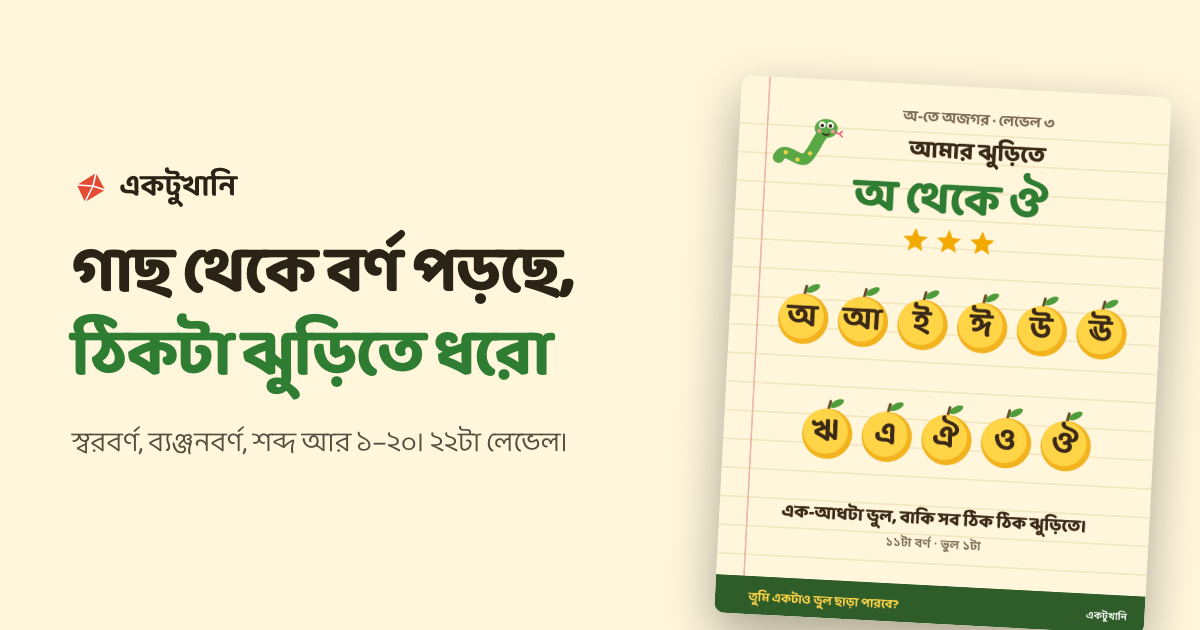 একটুখানি
গাছ থেকে বর্ণ পড়ছে,
ঠিকটা ঝুড়িতে ধরো
স্বরবর্ণ, ব্যঞ্জনবর্ণ, শব্দ আর ১–২০। ২২টা লেভেল।
অ-তে অজগর · লেভেল ৩
আমার ঝুড়িতে
অ থেকে ঔ
অ আ ই ঈ উ ঊ
ঋ এ ঐ ও ঔ
এক-আধটা ভুল, বাকি সব ঠিক ঠিক ঝুড়িতে।
১১টা বর্ণ · ভুল ১টা
তুমি একটাও ভুল ছাড়া পারবে?
একটুখানি